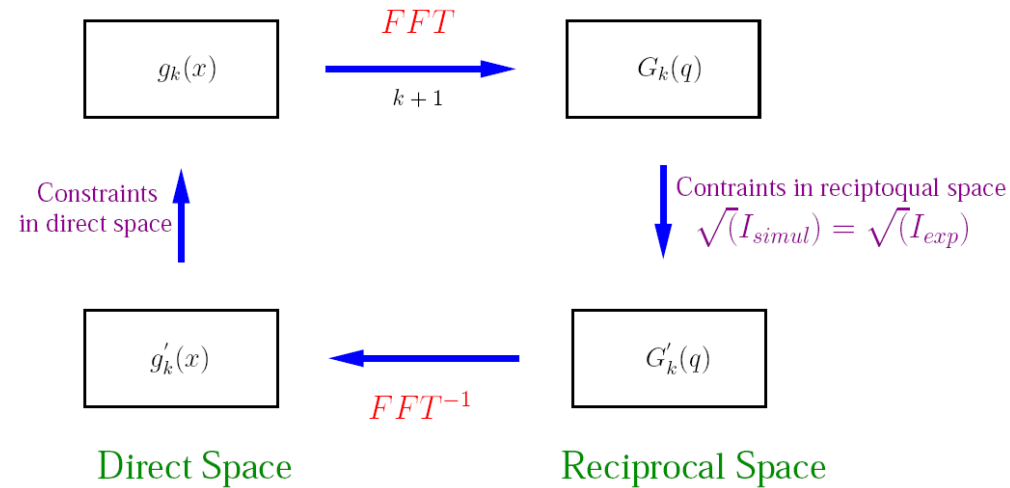 FFT
g_k(x)
G_k(q)
k + 1
Constraints
in direct space
Contraints in reciptoqual space
√(I_simul) = √(I_exp)
g'_k(x)
G'_k(q)
FFT⁻¹
Direct Space
Reciprocal Space